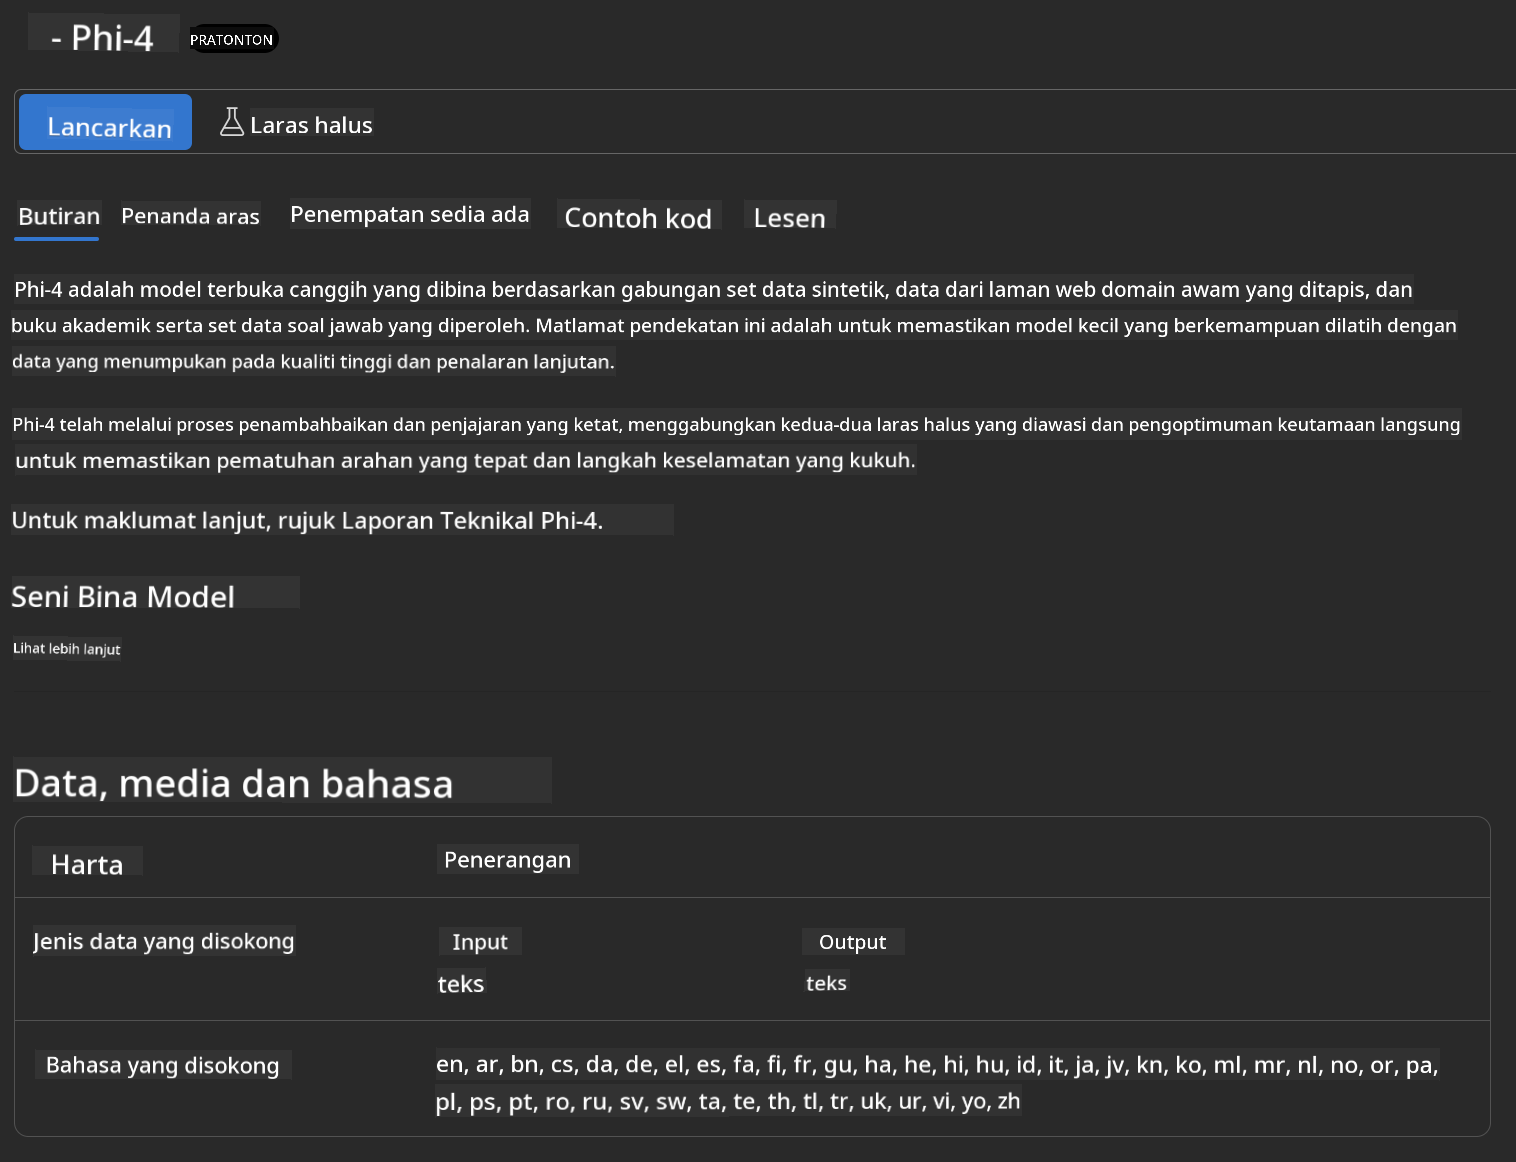 - Phi-4 PRATONTON
Lancarkan Laras halus
Butiran Penanda aras Penempatan sedia ada Contoh kod Lesen
Phi-4 adalah model terbuka canggih yang dibina berdasarkan gabungan set data sintetik, data dari laman web domain awam yang ditapis, dan
buku akademik serta set data soal jawab yang diperoleh. Matlamat pendekatan ini adalah untuk memastikan model kecil yang berkemampuan dilatih dengan
data yang menumpukan pada kualiti tinggi dan penalaran lanjutan.
Phi-4 telah melalui proses penambahbaikan dan penjajaran yang ketat, menggabungkan kedua-dua laras halus yang diawasi dan pengoptimuman keutamaan langsung
untuk memastikan pematuhan arahan yang tepat dan langkah keselamatan yang kukuh.
Untuk maklumat lanjut, rujuk Laporan Teknikal Phi-4.
Seni Bina Model
Lihat lebih lanjut
Data, media dan bahasa
Harta Penerangan
Jenis data yang disokong Input Output
teks teks
Bahasa yang disokong en, ar, bn, cs, da, de, el, es, fa, fi, fr, gu, ha, he, hi, hu, id, it, ja, jv, kn, ko, ml, mr, nl, no, or, pa,
pl, ps, pt, ro, ru, sv, sw, ta, te, th, tl, tr, uk, ur, vi, yo, zh